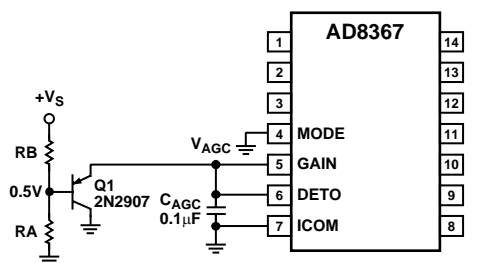 AD8367
1
2
3
4 MODE
5 GAIN
6 DETO
7 ICOM
14
13
12
11
10
9
8
+VS
RB
0.5V
RA
Q1
2N2907
VAGC
CAGC
0.1µF